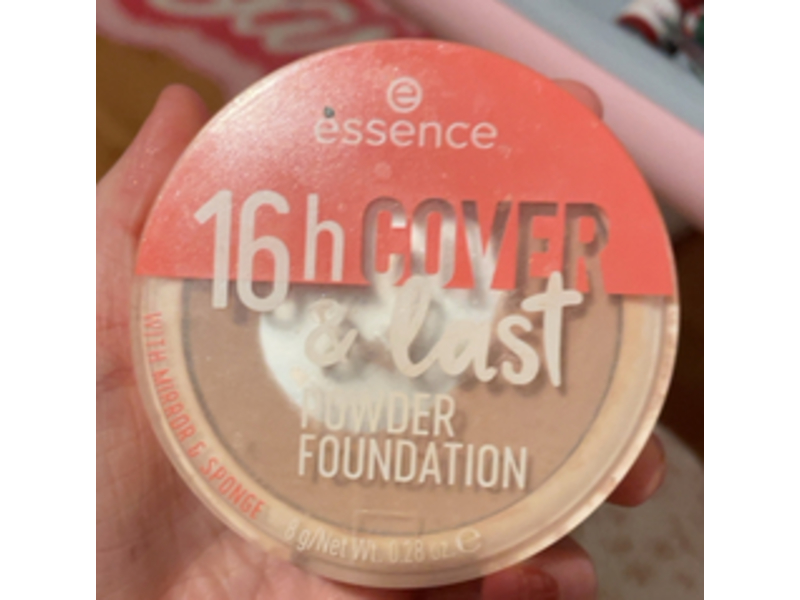 e
essence
16h COVER
& last
POWDER
FOUNDATION
WITH MIRROR & SPONGE
8 g/Net Wt. 0.28 oz. ℮